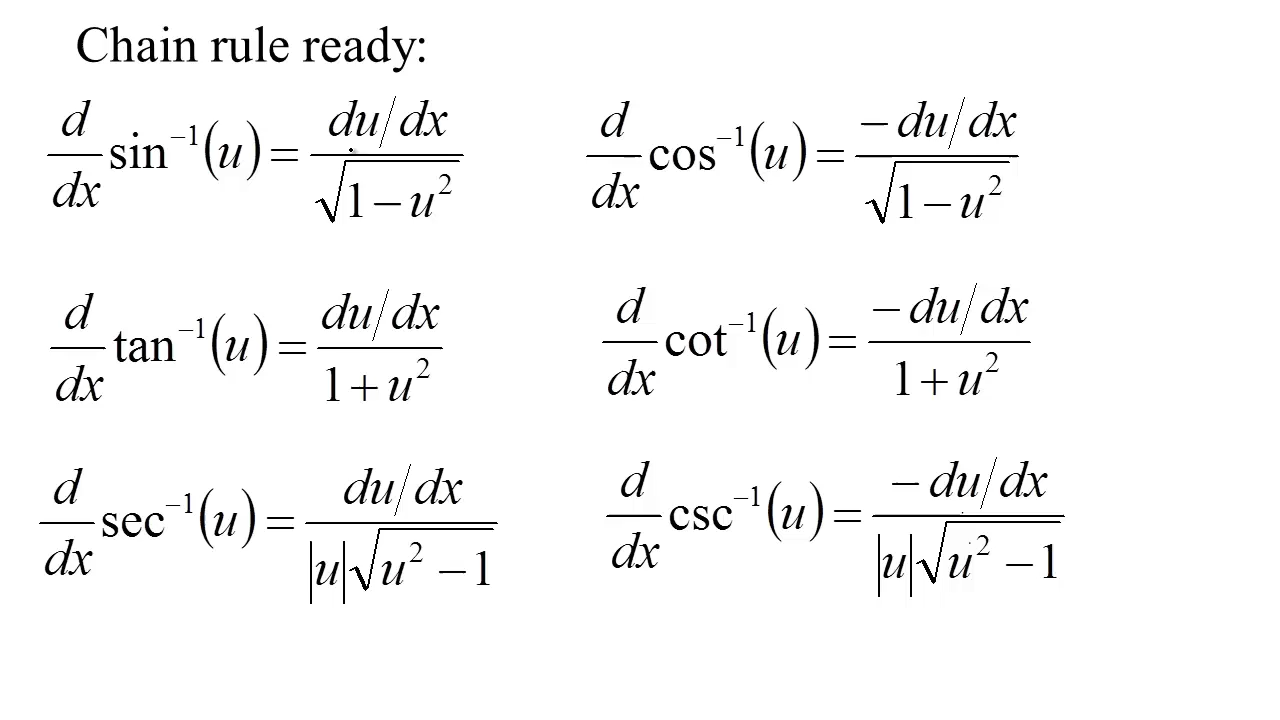 Chain rule ready:
d/dx sin⁻¹(u) = (du/dx)/√(1−u²)
d/dx cos⁻¹(u) = (−du/dx)/√(1−u²)
d/dx tan⁻¹(u) = (du/dx)/(1+u²)
d/dx cot⁻¹(u) = (−du/dx)/(1+u²)
d/dx sec⁻¹(u) = (du/dx)/(|u|√(u²−1))
d/dx csc⁻¹(u) = (−du/dx)/(|u|√(u²−1))